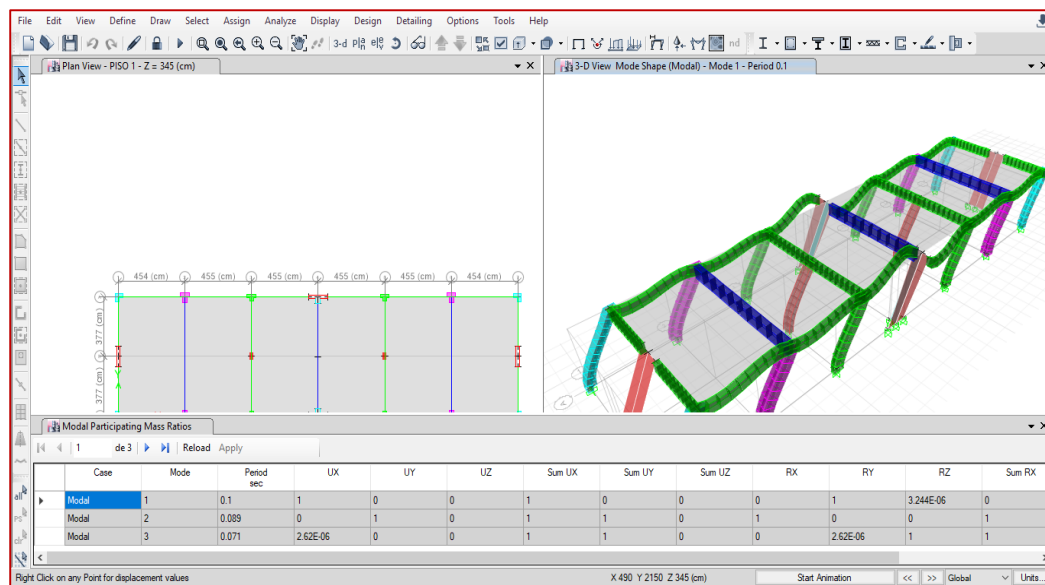 File Edit View Define Draw Select Assign Analyze Display Design Detailing Options Tools Help
3-d plan elev nd
Plan View - PISO 1 - Z = 345 (cm)
3-D View Mode Shape (Modal) - Mode 1 - Period 0.1
454 (cm) 455 (cm) 455 (cm) 455 (cm) 455 (cm) 454 (cm)
377 (cm)
377 (cm)
Modal Participating Mass Ratios
1 de 3 Reload Apply
Case Mode Period sec UX UY UZ Sum UX Sum UY Sum UZ RX RY RZ Sum RX
Modal 1 0.1 1 0 0 1 0 0 0 1 3.244E-06 0
Modal 2 0.089 0 1 0 1 1 0 1 0 0 1
Modal 3 0.071 2.62E-06 0 0 1 1 0 0 2.62E-06 1 1
all
PS
clr
Right Click on any Point for displacement values X 490 Y 2150 Z 345 (cm) Start Animation << >> Global Units...